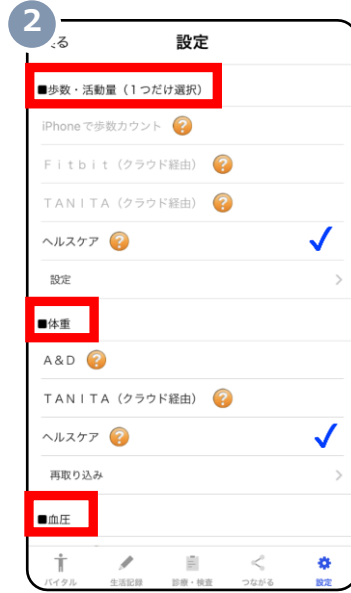 2
る
設定
■歩数・活動量（１つだけ選択）
iPhoneで歩数カウント ?
Ｆｉｔｂｉｔ（クラウド経由） ?
ＴＡＮＩＴＡ（クラウド経由） ?
ヘルスケア ?
設定
■体重
Ａ＆Ｄ ?
ＴＡＮＩＴＡ（クラウド経由） ?
ヘルスケア ?
再取り込み
■血圧
バイタル 生活記録 診療・検査 つながる 設定